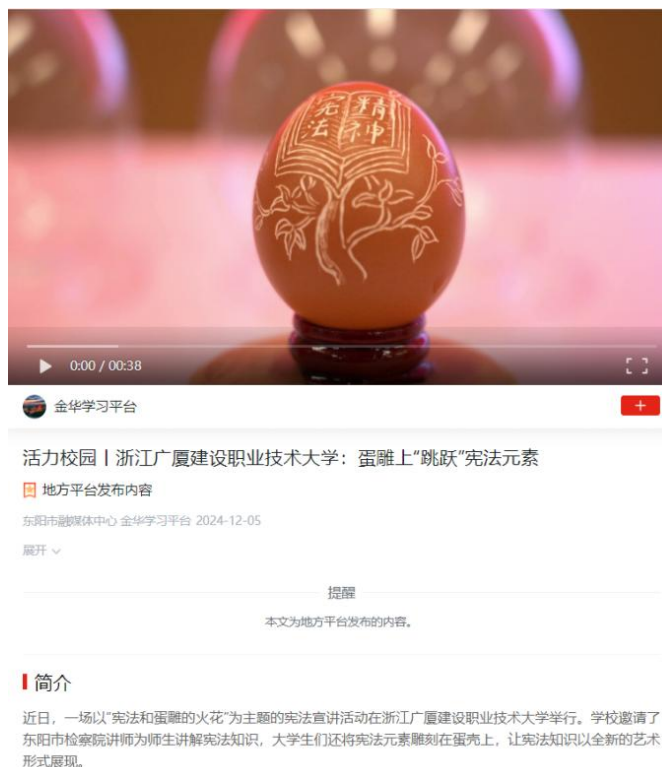 宪法
精神
0:00 / 00:38
金华学习平台
活力校园丨浙江广厦建设职业技术大学：蛋雕上“跳跃”宪法元素
地方平台发布内容
东阳市融媒体中心 金华学习平台 2024-12-05
展开
提醒
本文为地方平台发布的内容。
简介
近日，一场以“宪法和蛋雕的火花”为主题的宪法宣讲活动在浙江广厦建设职业技术大学举行。学校邀请了
东阳市检察院讲师为师生讲解宪法知识，大学生们还将宪法元素雕刻在蛋壳上，让宪法知识以全新的艺术
形式展现。